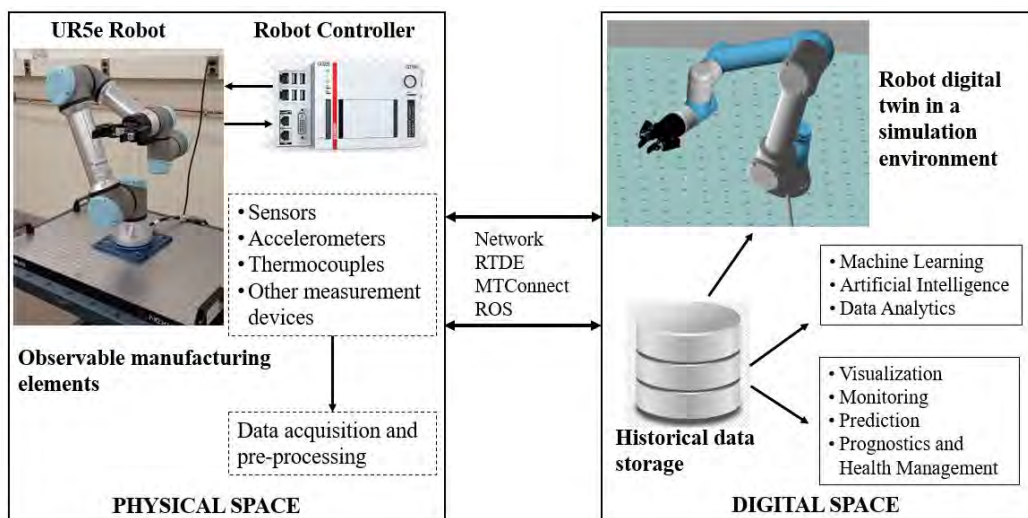 UR5e Robot
Robot Controller
• Sensors
• Accelerometers
• Thermocouples
• Other measurement
devices
Observable manufacturing
elements
Data acquisition and
pre-processing
PHYSICAL SPACE
Network
RTDE
MTConnect
ROS
Robot digital
twin in a
simulation
environment
• Machine Learning
• Artificial Intelligence
• Data Analytics
Historical data
storage
• Visualization
• Monitoring
• Prediction
• Prognostics and
Health Management
DIGITAL SPACE